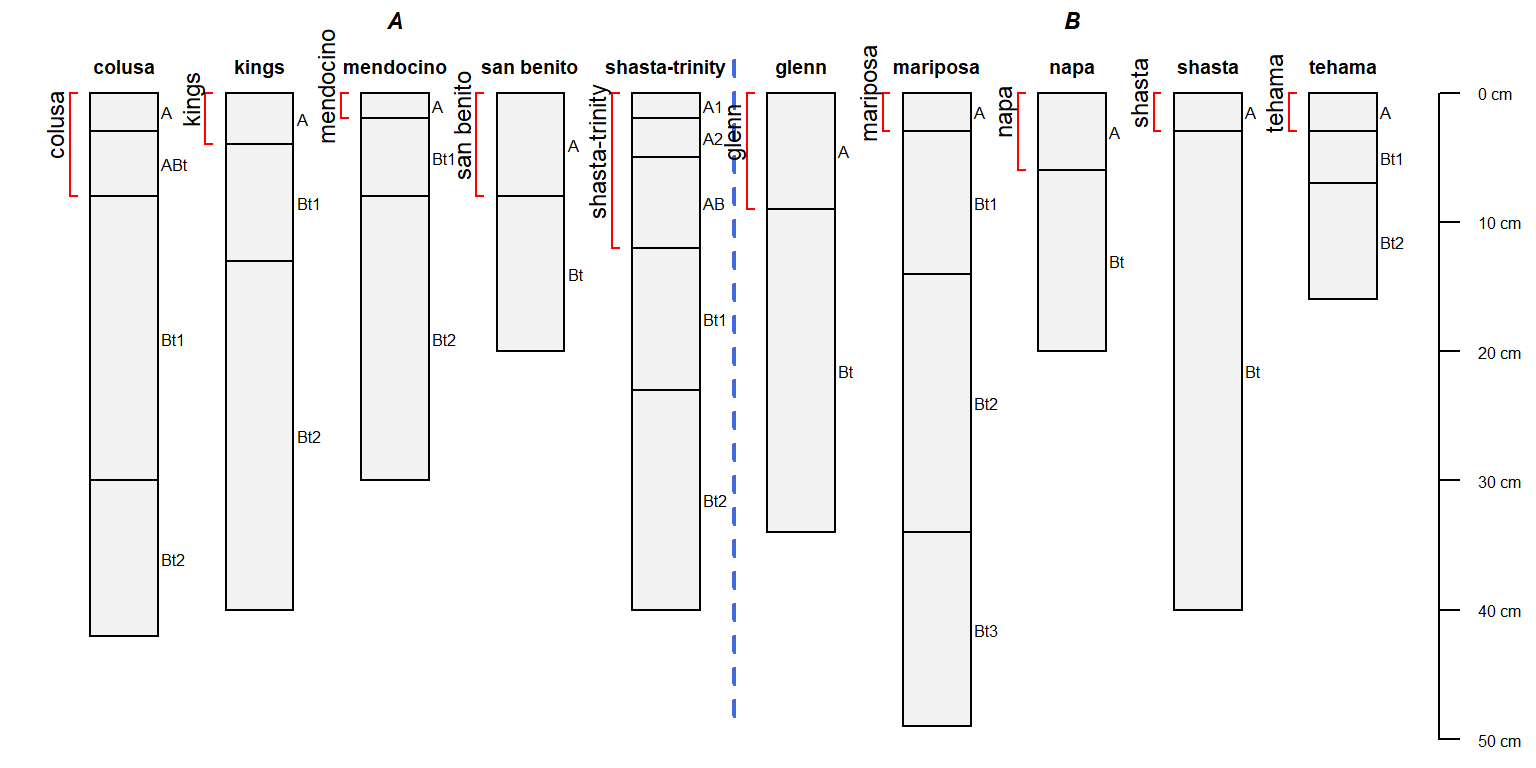 A
B
colusa
kings
mendocino
san benito
shasta-trinity
glenn
mariposa
napa
shasta
tehama
colusa
A
ABt
Bt1
Bt2
kings
A
Bt1
Bt2
mendocino
A
Bt1
Bt2
san benito
A
Bt
shasta-trinity
A1
A2
AB
Bt1
Bt2
glenn
A
Bt
mariposa
A
Bt1
Bt2
Bt3
napa
A
Bt
shasta
A
Bt
tehama
A
Bt1
Bt2
0 cm
10 cm
20 cm
30 cm
40 cm
50 cm